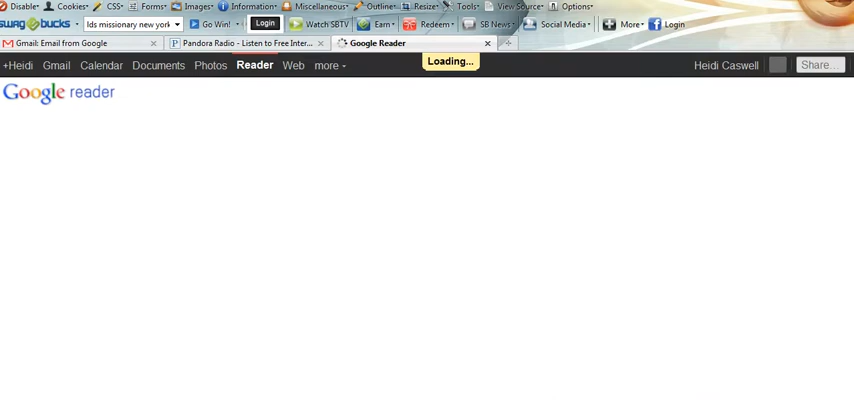 Disable Cookies CSS Forms Images Information Miscellaneous Outline Resize Tools View Source Options
SWAG BUCKS lds missionary new york Go Win! Login Watch SBTV Earn Redeem SB News Social Media More Login
Gmail: Email from Google Pandora Radio - Listen to Free Inter... Google Reader
+Heidi Gmail Calendar Documents Photos Reader Web more Loading... Heidi Caswell Share...
Google reader